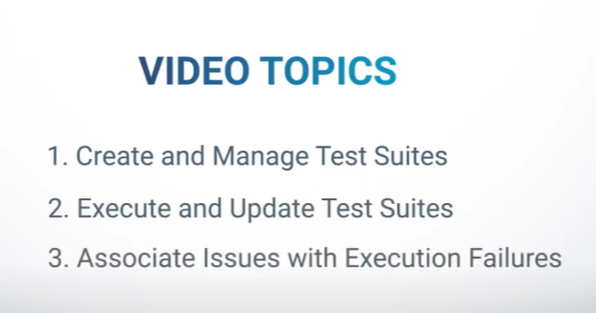 VIDEO TOPICS
1. Create and Manage Test Suites
2. Execute and Update Test Suites
3. Associate Issues with Execution Failures